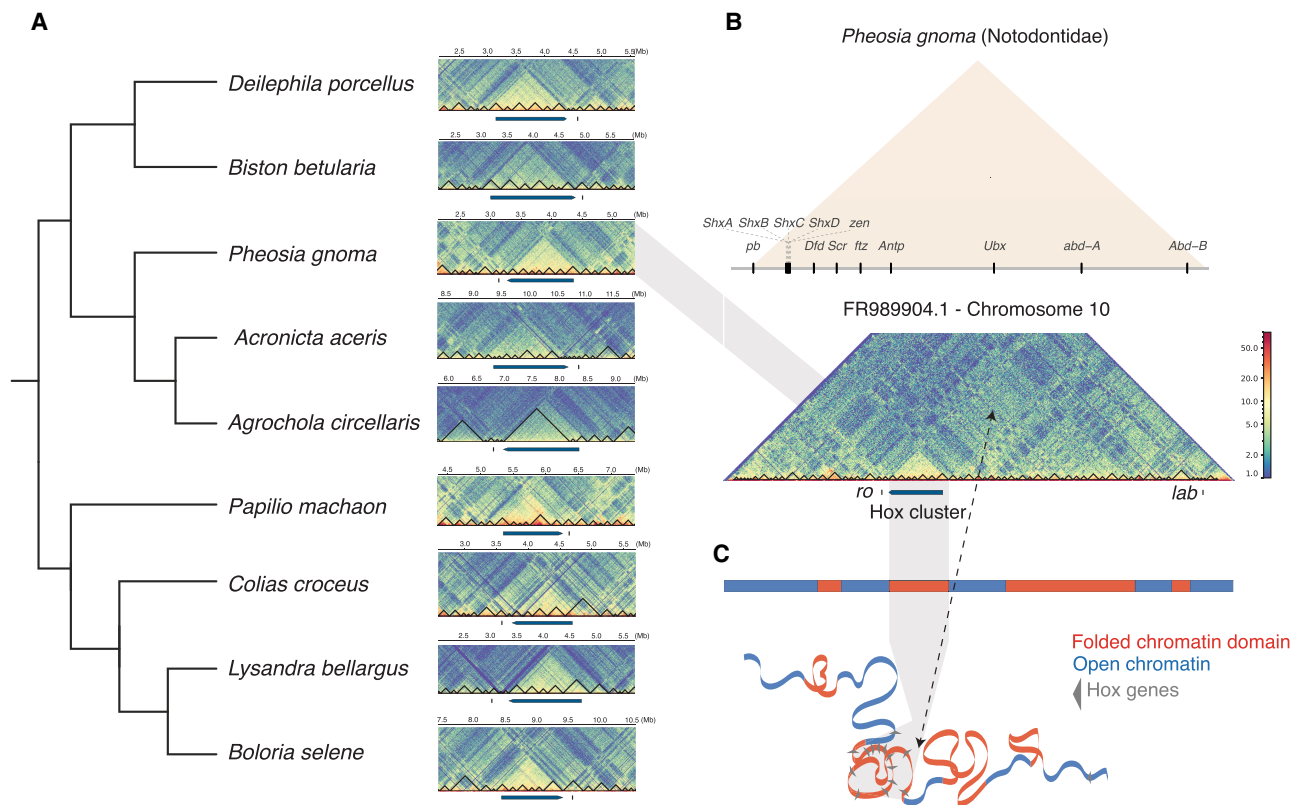 A
2.5 3.0 3.5 4.0 4.5 5.0 5.5 (Mb)
Deilephila porcellus
2.5 3.0 3.5 4.0 4.5 5.0 5.5 (Mb)
Biston betularia
2.5 3.0 3.5 4.0 4.5 5.0 (Mb)
Pheosia gnoma
8.5 9.0 9.5 10.0 10.5 11.0 11.5 (Mb)
Acronicta aceris
6.0 6.5 7.0 7.5 8.0 8.5 9.0 (Mb)
Agrochola circellaris
4.5 5.0 5.5 6.0 6.5 7.0 (Mb)
Papilio machaon
3.0 3.5 4.0 4.5 5.0 5.5 (Mb)
Colias croceus
2.5 3.0 3.5 4.0 4.5 5.0 5.5 (Mb)
Lysandra bellargus
7.5 8.0 8.5 9.0 9.5 10.0 10.5 (Mb)
Boloria selene
B
Pheosia gnoma (Notodontidae)
ShxA ShxB ShxC ShxD zen
pb Dfd Scr ftz Antp Ubx abd-A Abd-B
FR989904.1 - Chromosome 10
50.0
20.0
10.0
5.0
2.0
1.0
ro lab
Hox cluster
C
Folded chromatin domain
Open chromatin
Hox genes